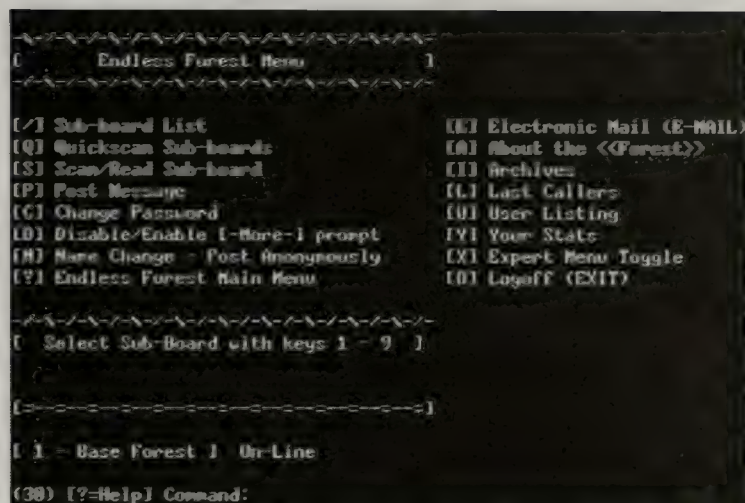 [ Endless Forest Menu ]
[/] Sub-board List
[Q] Quickscan Sub-boards
[S] Scan/Read Sub-board
[P] Post Message
[C] Change Password
[D] Disable/Enable [-More-] prompt
[N] Name Change - Post Anonymously
[?] Endless Forest Main Menu
[E] Electronic Mail (E-MAIL)
[A] About the <<Forest>>
[I] Archives
[L] Last Callers
[U] User Listing
[Y] Your Stats
[X] Expert Menu Toggle
[O] Logoff (EXIT)
[ Select Sub-Board with keys 1 - 9 ]
[ 1 - Base Forest ] On-Line
(30) [?=Help] Command: